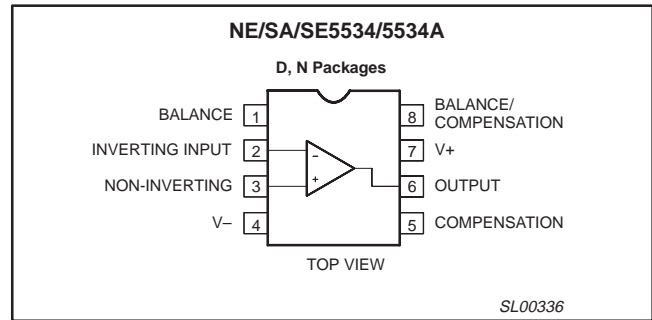 NE/SA/SE5534/5534A
D, N Packages
BALANCE 1
INVERTING INPUT 2
NON-INVERTING 3
V– 4
8 BALANCE/
COMPENSATION
7 V+
6 OUTPUT
5 COMPENSATION
–
+
TOP VIEW
SL00336